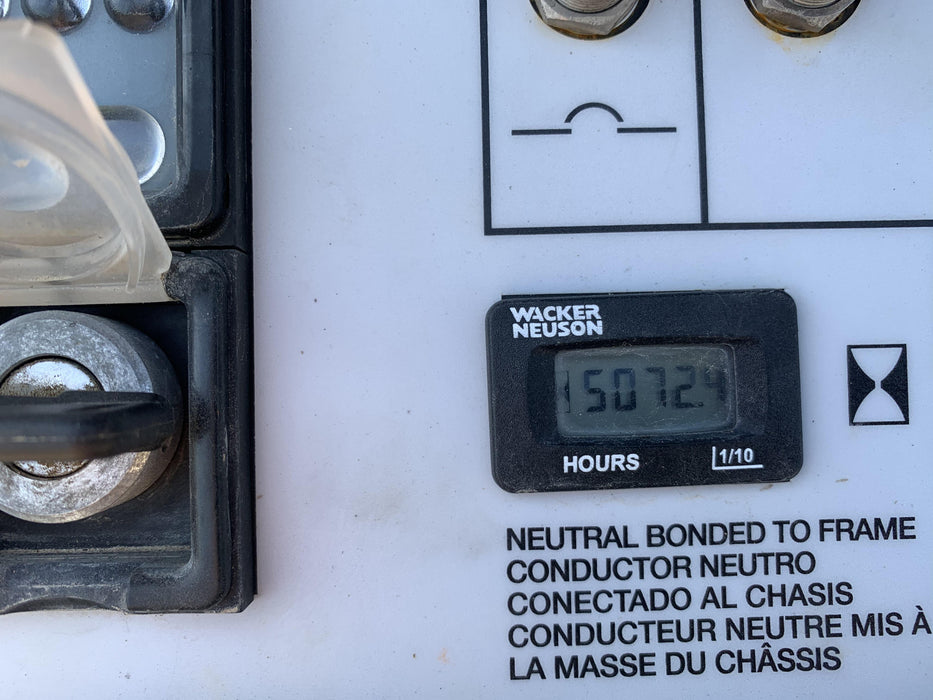 WACKER
NEUSON
5072.4
HOURS 1/10
NEUTRAL BONDED TO FRAME
CONDUCTOR NEUTRO
CONECTADO AL CHASIS
CONDUCTEUR NEUTRE MIS À
LA MASSE DU CHÂSSIS